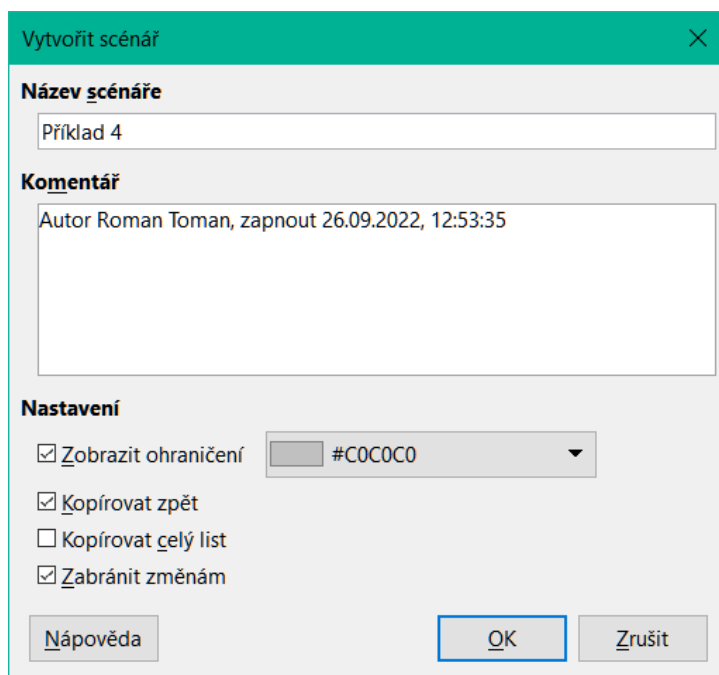 Vytvořit scénář
Název scénáře
Příklad 4
Komentář
Autor Roman Toman, zapnout 26.09.2022, 12:53:35
Nastavení
Zobrazit ohraničení #C0C0C0
Kopírovat zpět
Kopírovat celý list
Zabránit změnám
Nápověda OK Zrušit